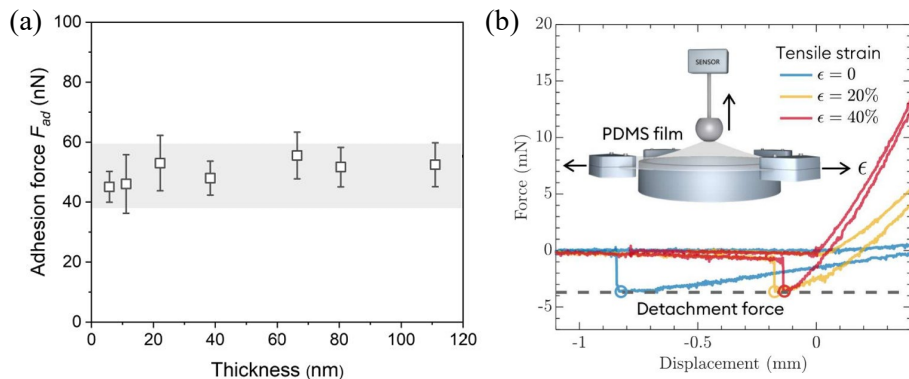 (a)
100
80
60
40
20
0
Adhesion force F_ad (nN)
0 20 40 60 80 100 120
Thickness (nm)
(b)
20
15
10
5
0
-5
Force (mN)
SENSOR
PDMS film
ϵ
Tensile strain
ϵ = 0
ϵ = 20%
ϵ = 40%
Detachment force
-1 -0.5 0
Displacement (mm)